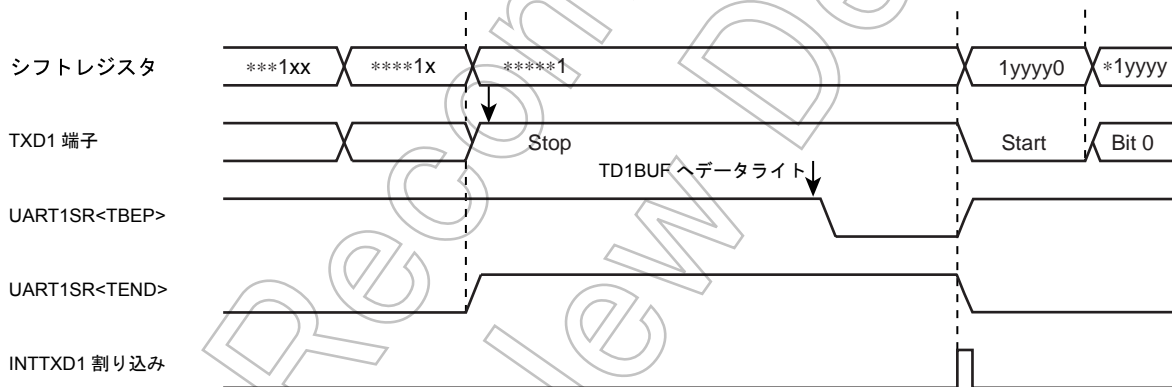 シフトレジスタ ***1xx ****1x *****1 1yyyy0 *1yyyy
TXD1 端子 Stop Start Bit 0
TD1BUF へデータライト
UART1SR<TBEP>
UART1SR<TEND>
INTTXD1 割り込み